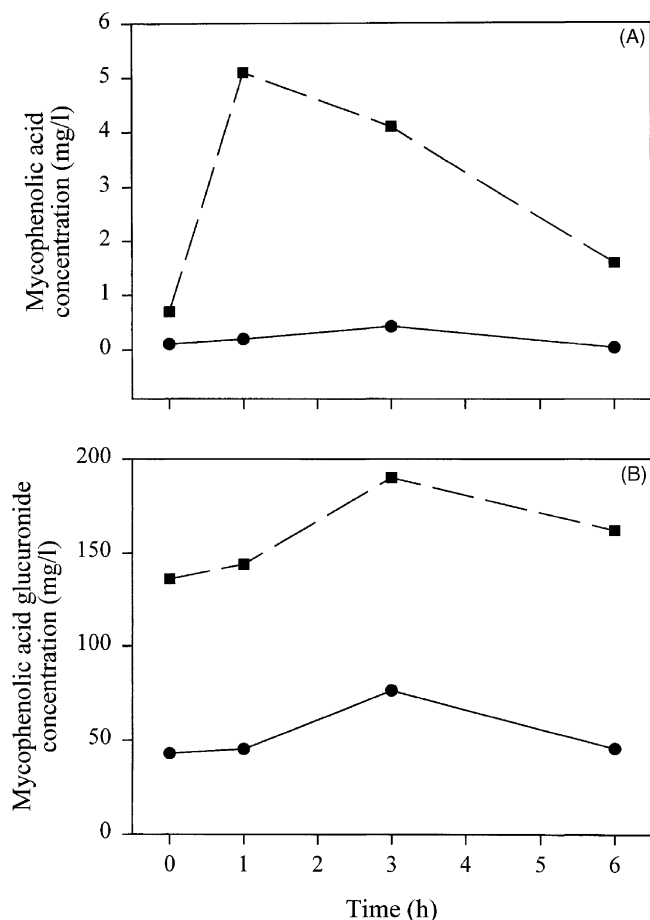 (A)
Mycophenolic acid
concentration (mg/l)
6
5
4
3
2
1
0
(B)
Mycophenolic acid glucuronide
concentration (mg/l)
200
150
100
50
0
0 1 2 3 4 5 6
Time (h)